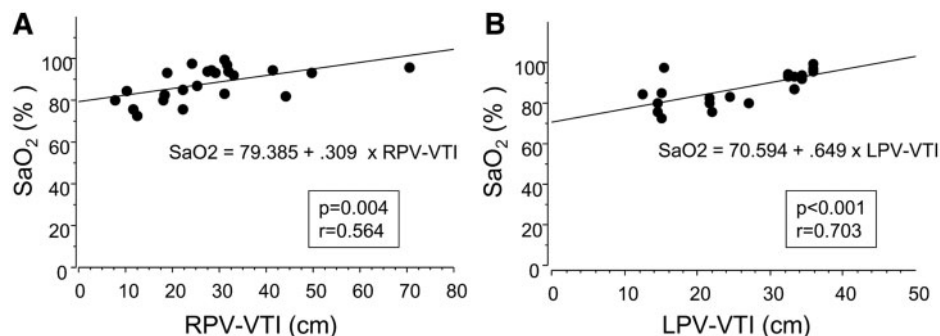 A
SaO2 (%)
100
80
60
40
20
0
SaO2 = 79.385 + .309 x RPV-VTI
p=0.004
r=0.564
0 10 20 30 40 50 60 70 80
RPV-VTI (cm)
B
SaO2 (%)
100
80
60
40
20
0
SaO2 = 70.594 + .649 x LPV-VTI
p<0.001
r=0.703
0 10 20 30 40 50
LPV-VTI (cm)